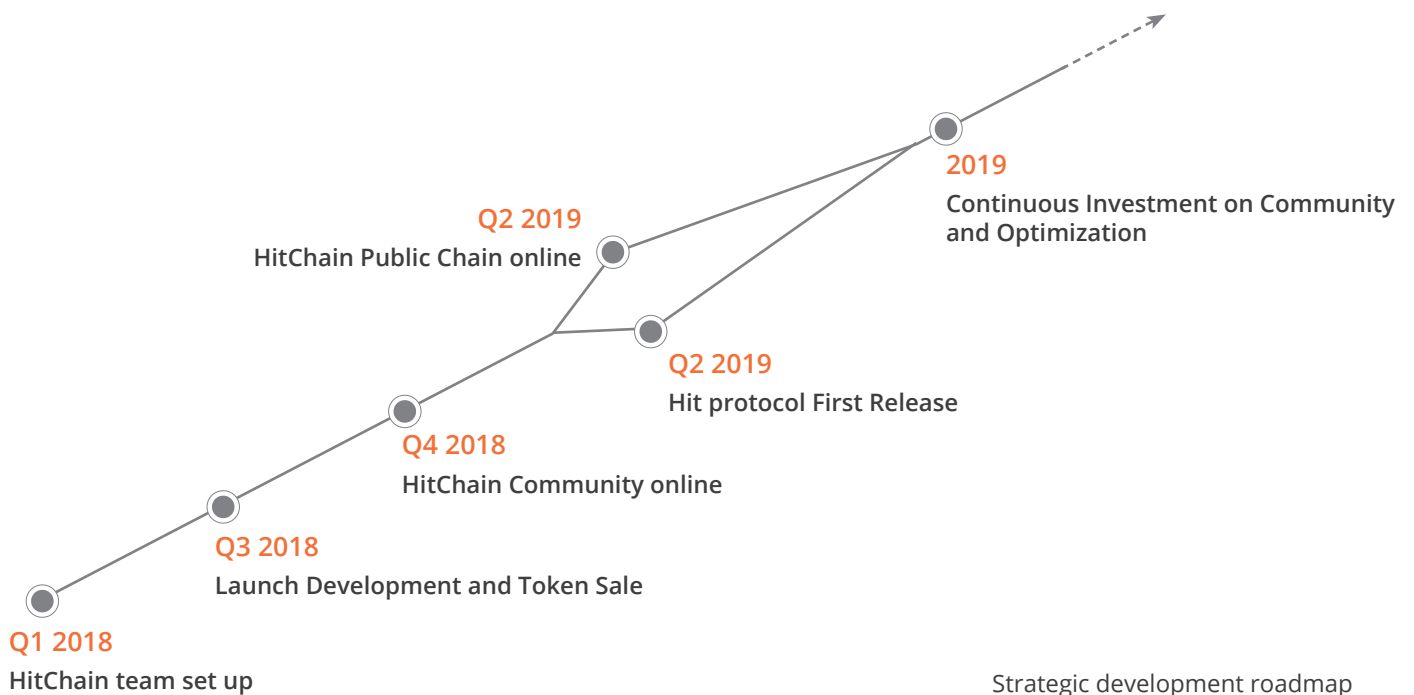 2019
Continuous Investment on Community
and Optimization
Q2 2019
HitChain Public Chain online
Q2 2019
Hit protocol First Release
Q4 2018
HitChain Community online
Q3 2018
Launch Development and Token Sale
Q1 2018
HitChain team set up
Strategic development roadmap